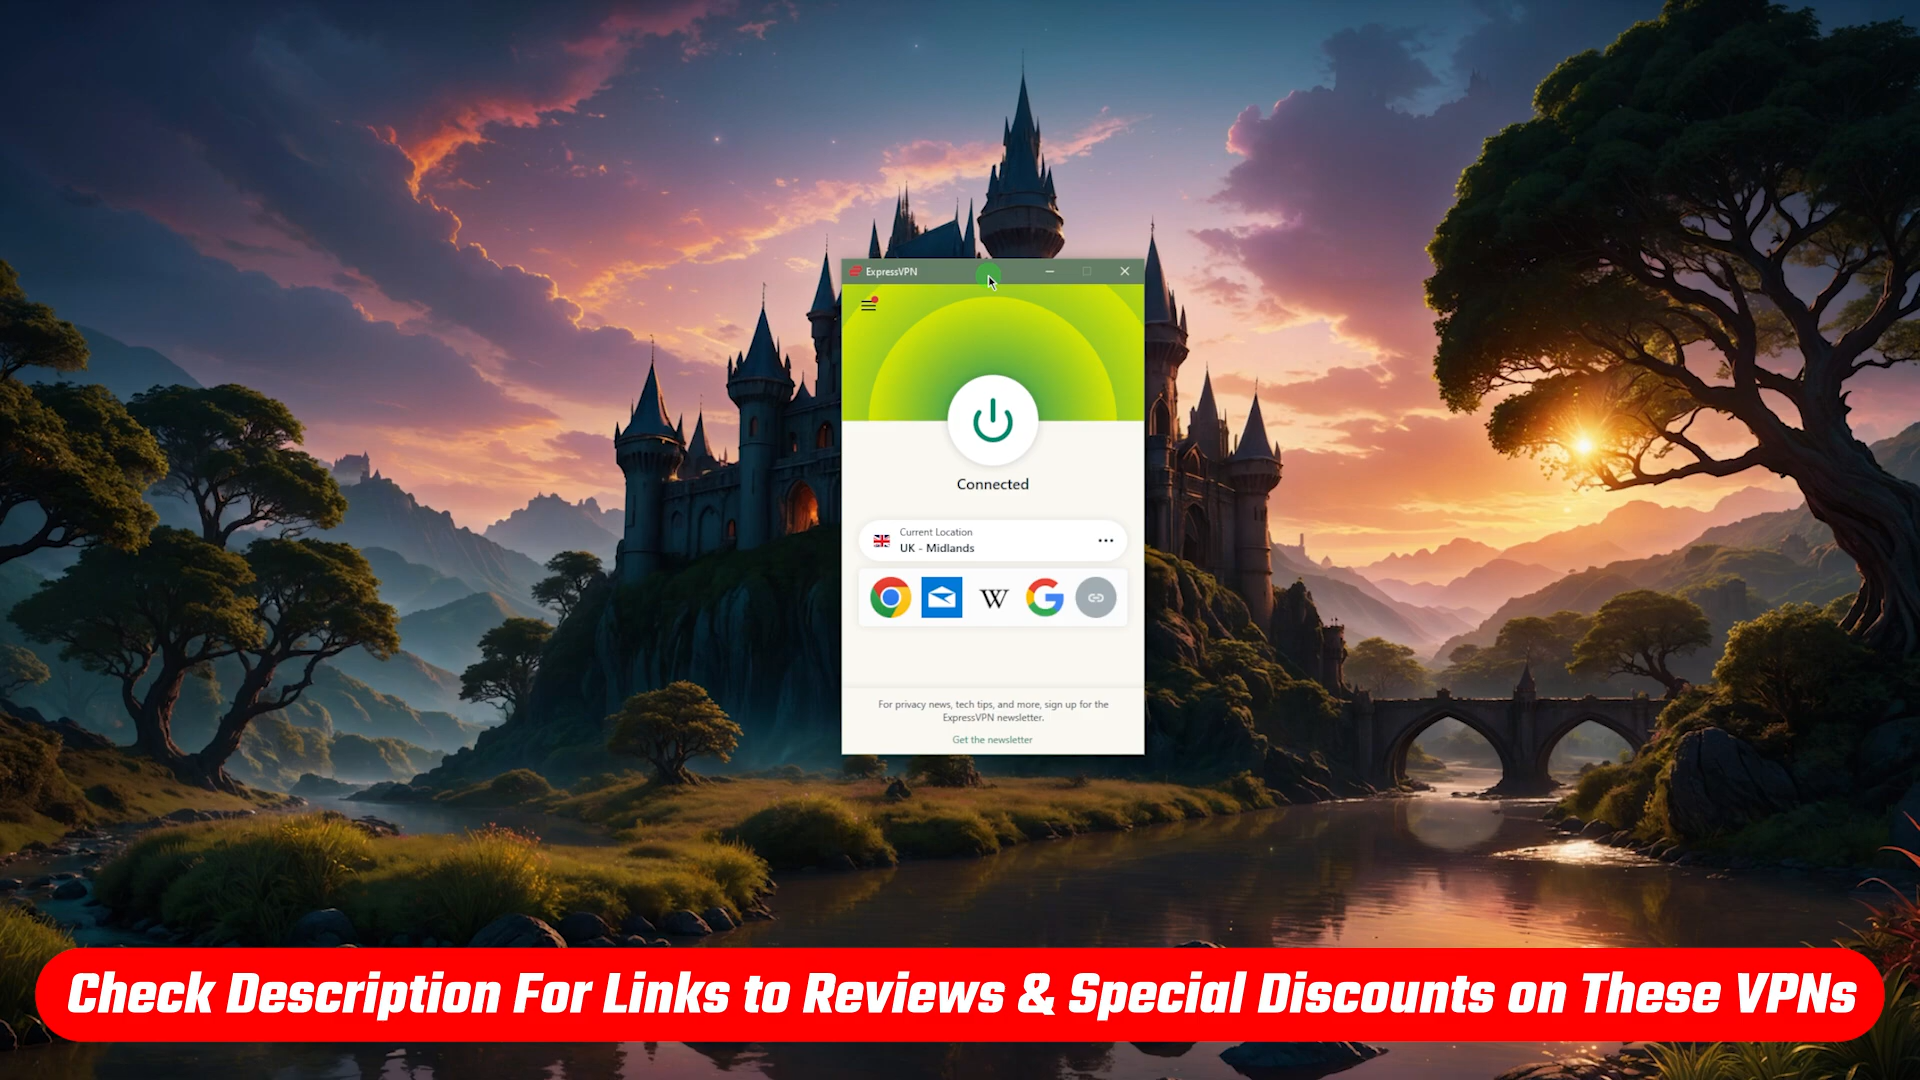 ExpressVPN
Connected
Current Location
UK - Midlands
W
For privacy news, tech tips, and more, sign up for the
ExpressVPN newsletter.
Get the newsletter
Check Description For Links to Reviews & Special Discounts on These VPNs